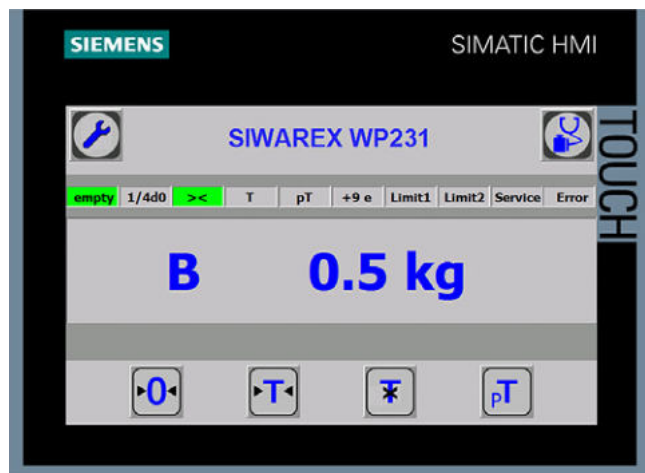 SIEMENS
SIMATIC HMI
TOUCH
SIWAREX WP231
empty 1/4d0 >< T pT +9 e Limit1 Limit2 Service Error
B 0.5 kg
0 T T pT